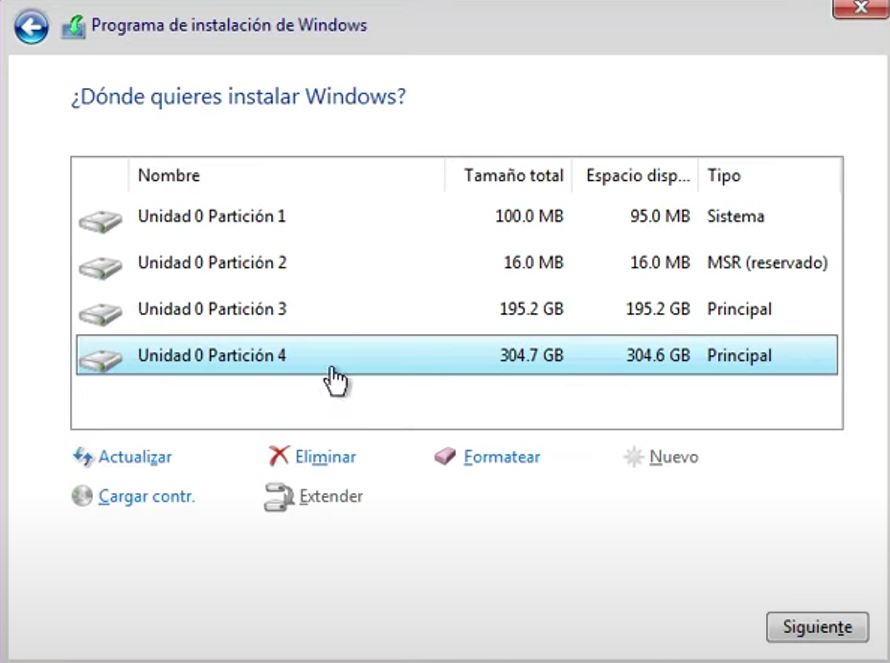 Programa de instalación de Windows
¿Dónde quieres instalar Windows?
Nombre Tamaño total Espacio disp... Tipo
Unidad 0 Partición 1 100.0 MB 95.0 MB Sistema
Unidad 0 Partición 2 16.0 MB 16.0 MB MSR (reservado)
Unidad 0 Partición 3 195.2 GB 195.2 GB Principal
Unidad 0 Partición 4 304.7 GB 304.6 GB Principal
Actualizar Eliminar Formatear Nuevo
Cargar contr. Extender
Siguiente